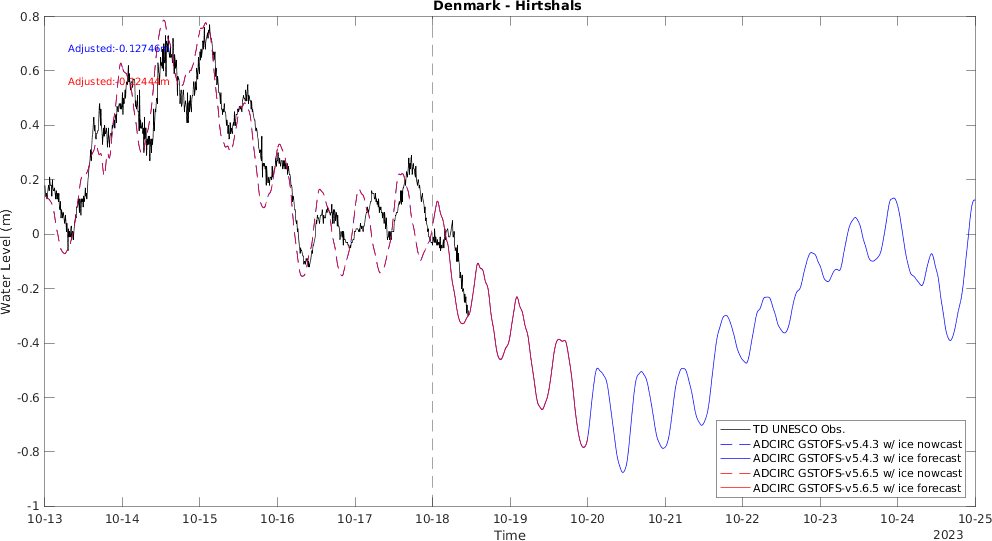 Denmark - Hirtshals
0.8
0.6
0.4
0.2
0
-0.2
-0.4
-0.6
-0.8
-1
Water Level (m)
Adjusted:-0.12746m
Adjusted:-0.22444m
TD UNESCO Obs.
ADCIRC GSTOFS-v5.4.3 w/ ice nowcast
ADCIRC GSTOFS-v5.4.3 w/ ice forecast
ADCIRC GSTOFS-v5.6.5 w/ ice nowcast
ADCIRC GSTOFS-v5.6.5 w/ ice forecast
10-13 10-14 10-15 10-16 10-17 10-18 10-19 10-20 10-21 10-22 10-23 10-24 10-25
Time
2023